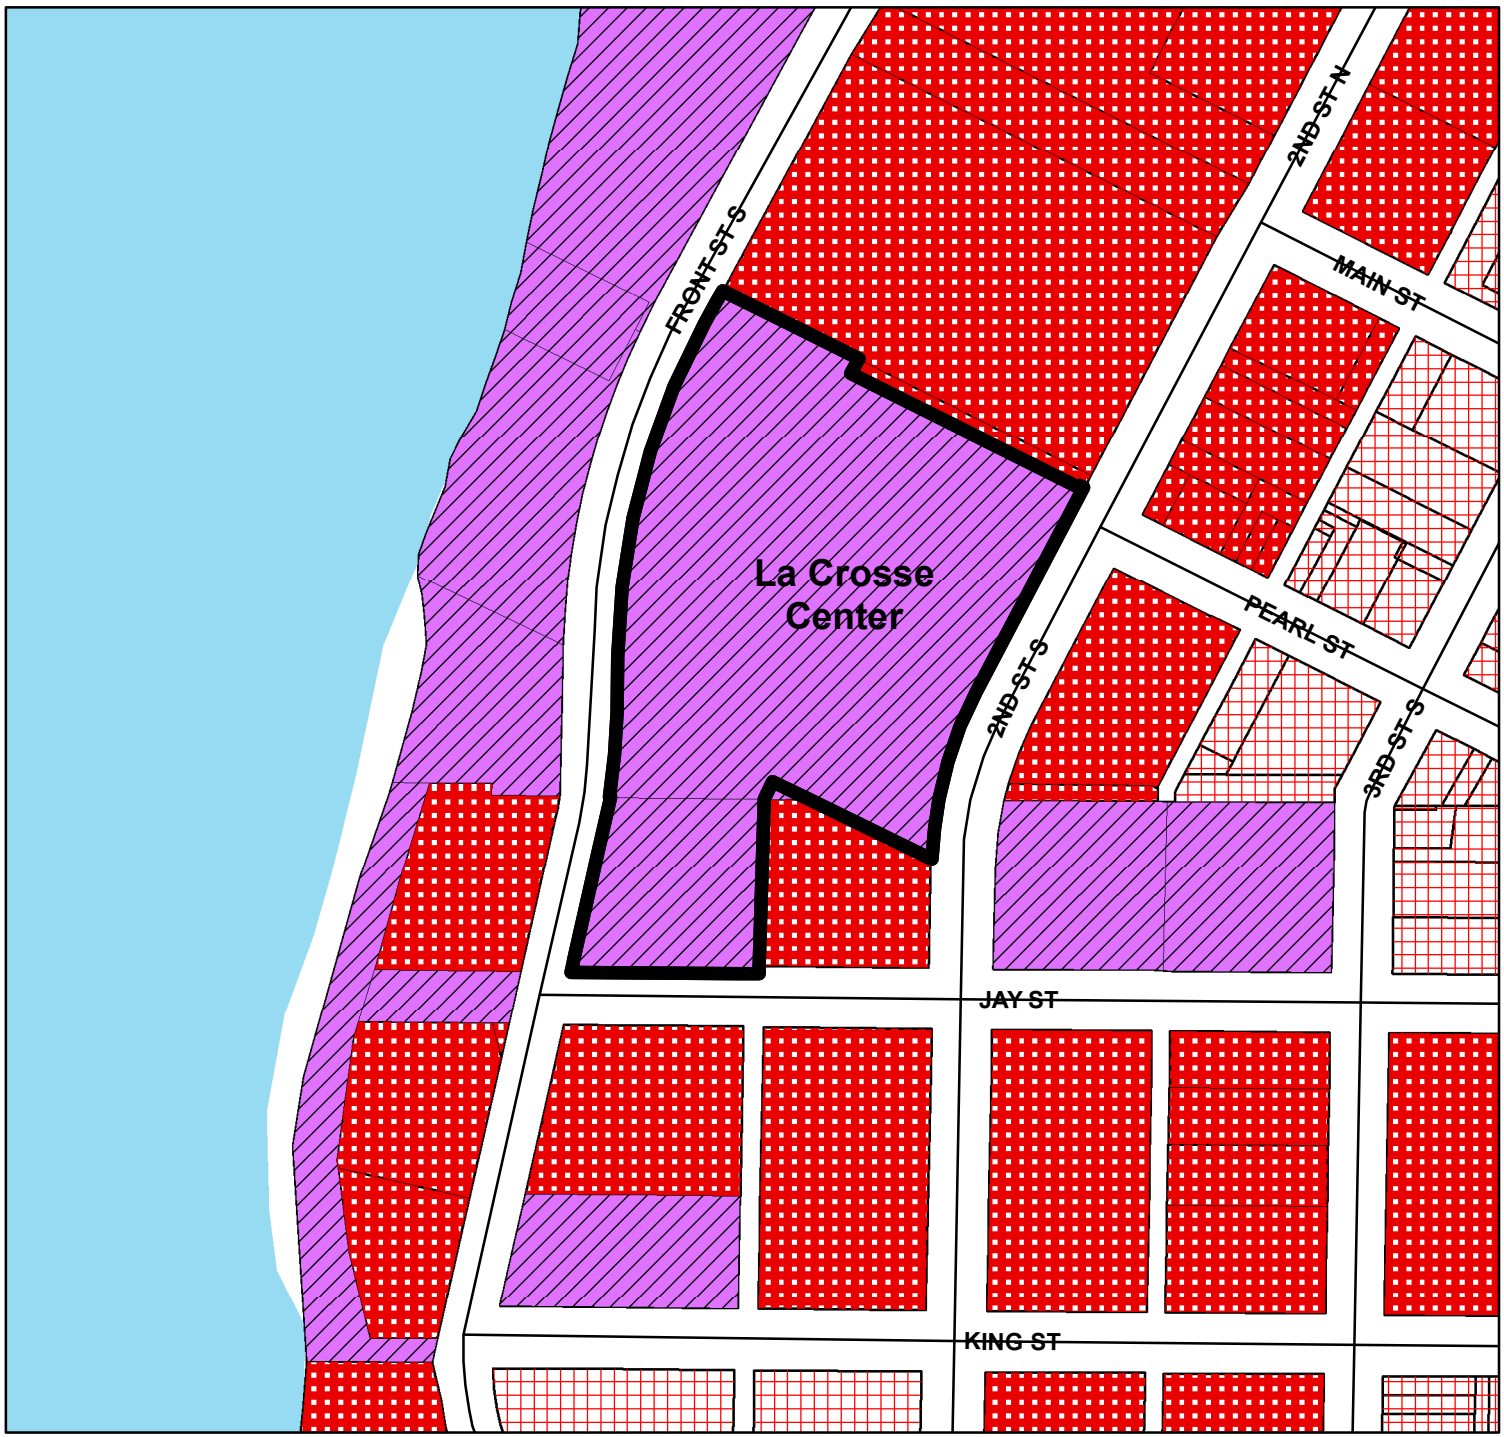 2ND ST N
FRONT ST S
MAIN ST
La Crosse
Center
PEARL ST
2ND ST S
3RD ST S
JAY ST
KING ST